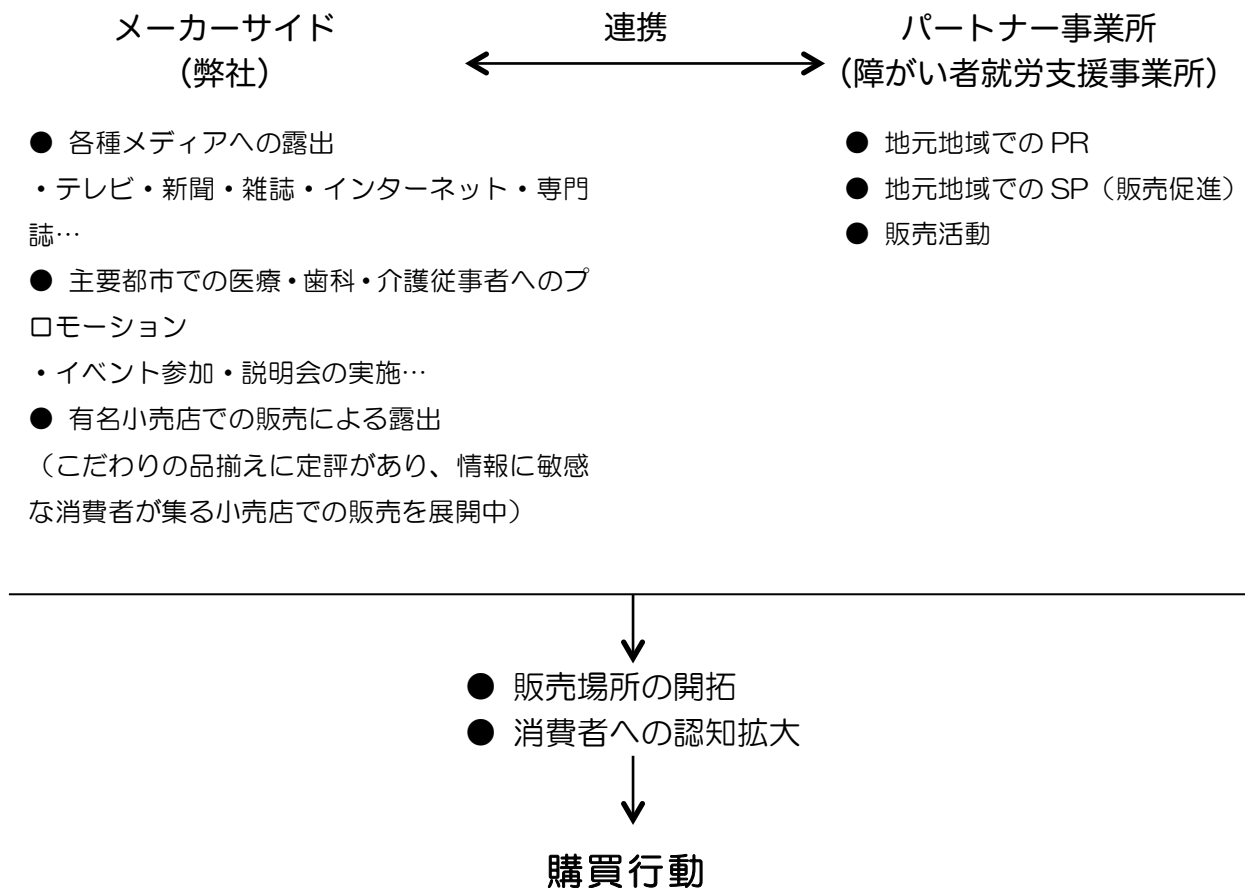 メーカーサイド
（弊社）
連携
パートナー事業所
（障がい者就労支援事業所）
● 各種メディアへの露出
・テレビ・新聞・雑誌・インターネット・専門
誌…
● 主要都市での医療・歯科・介護従事者へのプ
ロモーション
・イベント参加・説明会の実施…
● 有名小売店での販売による露出
（こだわりの品揃えに定評があり、情報に敏感
な消費者が集る小売店での販売を展開中）
● 地元地域での PR
● 地元地域での SP（販売促進）
● 販売活動
● 販売場所の開拓
● 消費者への認知拡大
購買行動